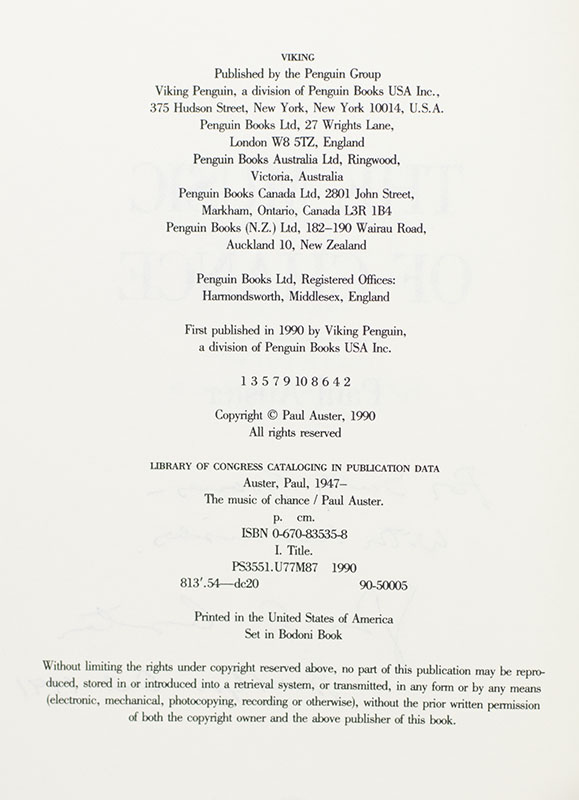 VIKING
Published by the Penguin Group
Viking Penguin, a division of Penguin Books USA Inc.,
375 Hudson Street, New York, New York 10014, U.S.A.
Penguin Books Ltd, 27 Wrights Lane,
London W8 5TZ, England
Penguin Books Australia Ltd, Ringwood,
Victoria, Australia
Penguin Books Canada Ltd, 2801 John Street,
Markham, Ontario, Canada L3R 1B4
Penguin Books (N.Z.) Ltd, 182–190 Wairau Road,
Auckland 10, New Zealand
Penguin Books Ltd, Registered Offices:
Harmondsworth, Middlesex, England
First published in 1990 by Viking Penguin,
a division of Penguin Books USA Inc.
1 3 5 7 9 10 8 6 4 2
Copyright © Paul Auster, 1990
All rights reserved
LIBRARY OF CONGRESS CATALOGING IN PUBLICATION DATA
Auster, Paul, 1947–
The music of chance / Paul Auster.
p. cm.
ISBN 0-670-83535-8
I. Title.
PS3551.U77M87 1990
813'.54—dc20 90-50005
Printed in the United States of America
Set in Bodoni Book
Without limiting the rights under copyright reserved above, no part of this publication may be repro-
duced, stored in or introduced into a retrieval system, or transmitted, in any form or by any means
(electronic, mechanical, photocopying, recording or otherwise), without the prior written permission
of both the copyright owner and the above publisher of this book.